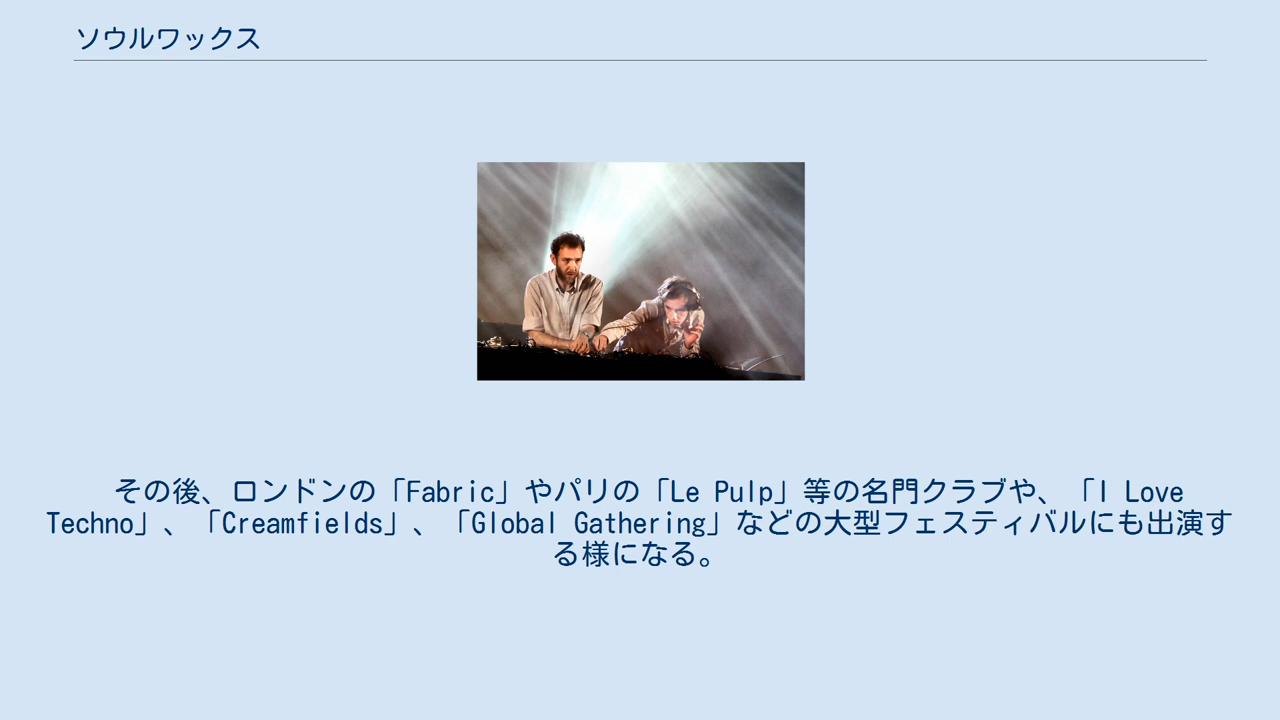 ソウルワックス
その後、ロンドンの「Fabric」やパリの「Le Pulp」等の名門クラブや、「I Love
Techno」、「Creamfields」、「Global Gathering」などの大型フェスティバルにも出演す
る様になる。